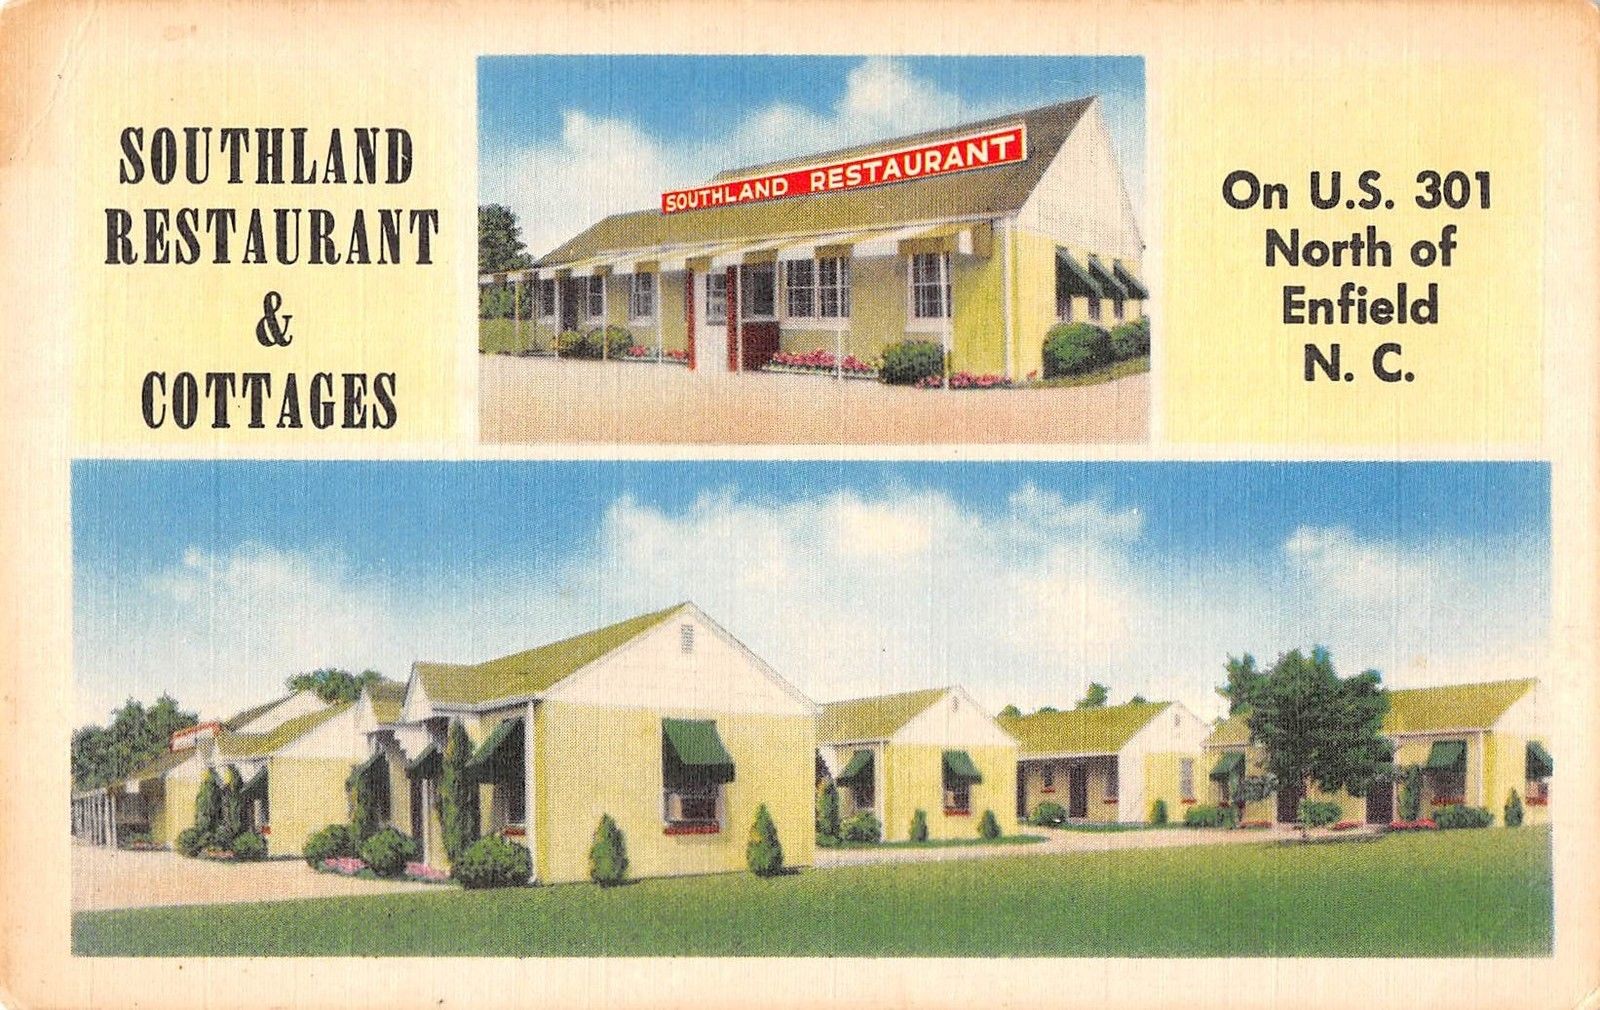 SOUTHLAND
RESTAURANT
&
COTTAGES
SOUTHLAND RESTAURANT
On U.S. 301
North of
Enfield
N. C.